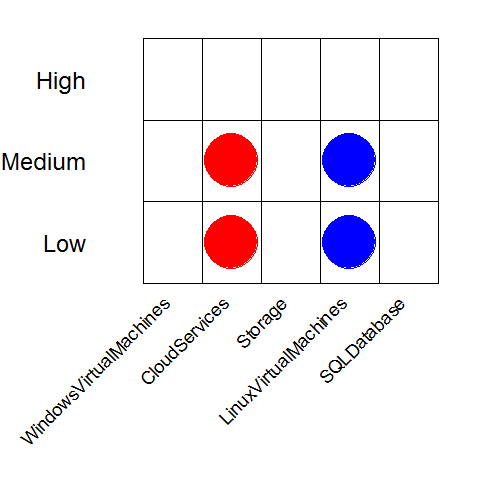 High
Medium
Low
WindowsVirtualMachines
CloudServices
Storage
LinuxVirtualMachines
SQLDatabase